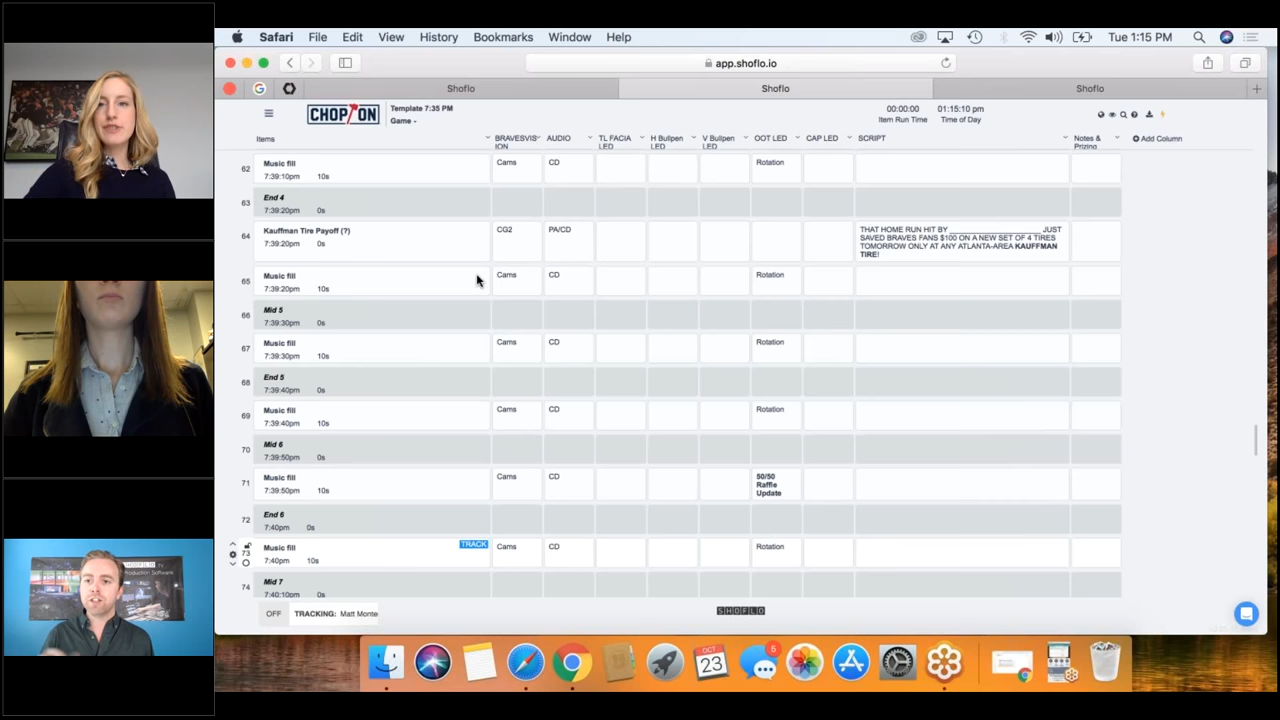 Safari File Edit View History Bookmarks Window Help
Tue 1:15 PM
app.shoflo.io
Shoflo
Shoflo
Shoflo
CHOP ON
Template 7:35 PM
Game
00:00:00
Item Run Time
01:15:10 pm
Time of Day
Items
BRAVESVIS
ION
AUDIO
TL FACIA
LED
H Bullpen
LED
V Bullpen
LED
OOT LED
CAP LED
SCRIPT
Notes &
Prizing
Add Column
62
Music fill
7:39:10pm 10s
Cams
CD
Rotation
63
End 4
7:39:20pm 0s
64
Kauffman Tire Payoff (?)
7:39:20pm 0s
CG2
PA/CD
THAT HOME RUN HIT BY ____________________ JUST
SAVED BRAVES FANS $100 ON A NEW SET OF 4 TIRES
TOMORROW ONLY AT ANY ATLANTA-AREA KAUFFMAN
TIRE!
65
Music fill
7:39:20pm 10s
Cams
CD
Rotation
66
Mid 5
7:39:30pm 0s
67
Music fill
7:39:30pm 10s
Cams
CD
Rotation
68
End 5
7:39:40pm 0s
69
Music fill
7:39:40pm 10s
Cams
CD
Rotation
70
Mid 6
7:39:50pm 0s
71
Music fill
7:39:50pm 10s
Cams
CD
50/50
Raffle
Update
72
End 6
7:40pm 0s
73
Music fill
TRACK
7:40pm 10s
Cams
CD
Rotation
74
Mid 7
7:40:10pm 0s
OFF
TRACKING: Matt Monte
SHOFLO
OCT
23
5